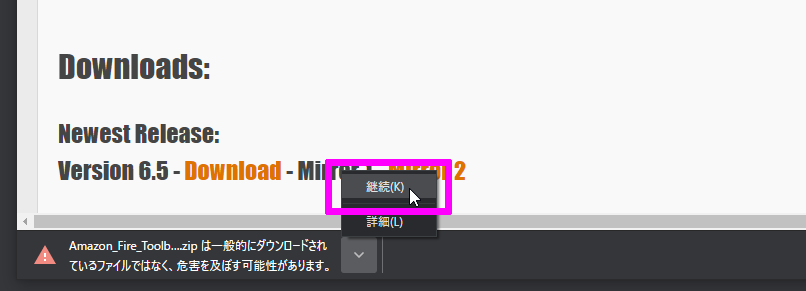 Downloads:
Newest Release:
Version 6.5 - Download - Mirror 2
継続(K)
詳細(L)
Amazon_Fire_Toolb....zip は一般的にダウンロードされ
ているファイルではなく、危害を及ぼす可能性があります。